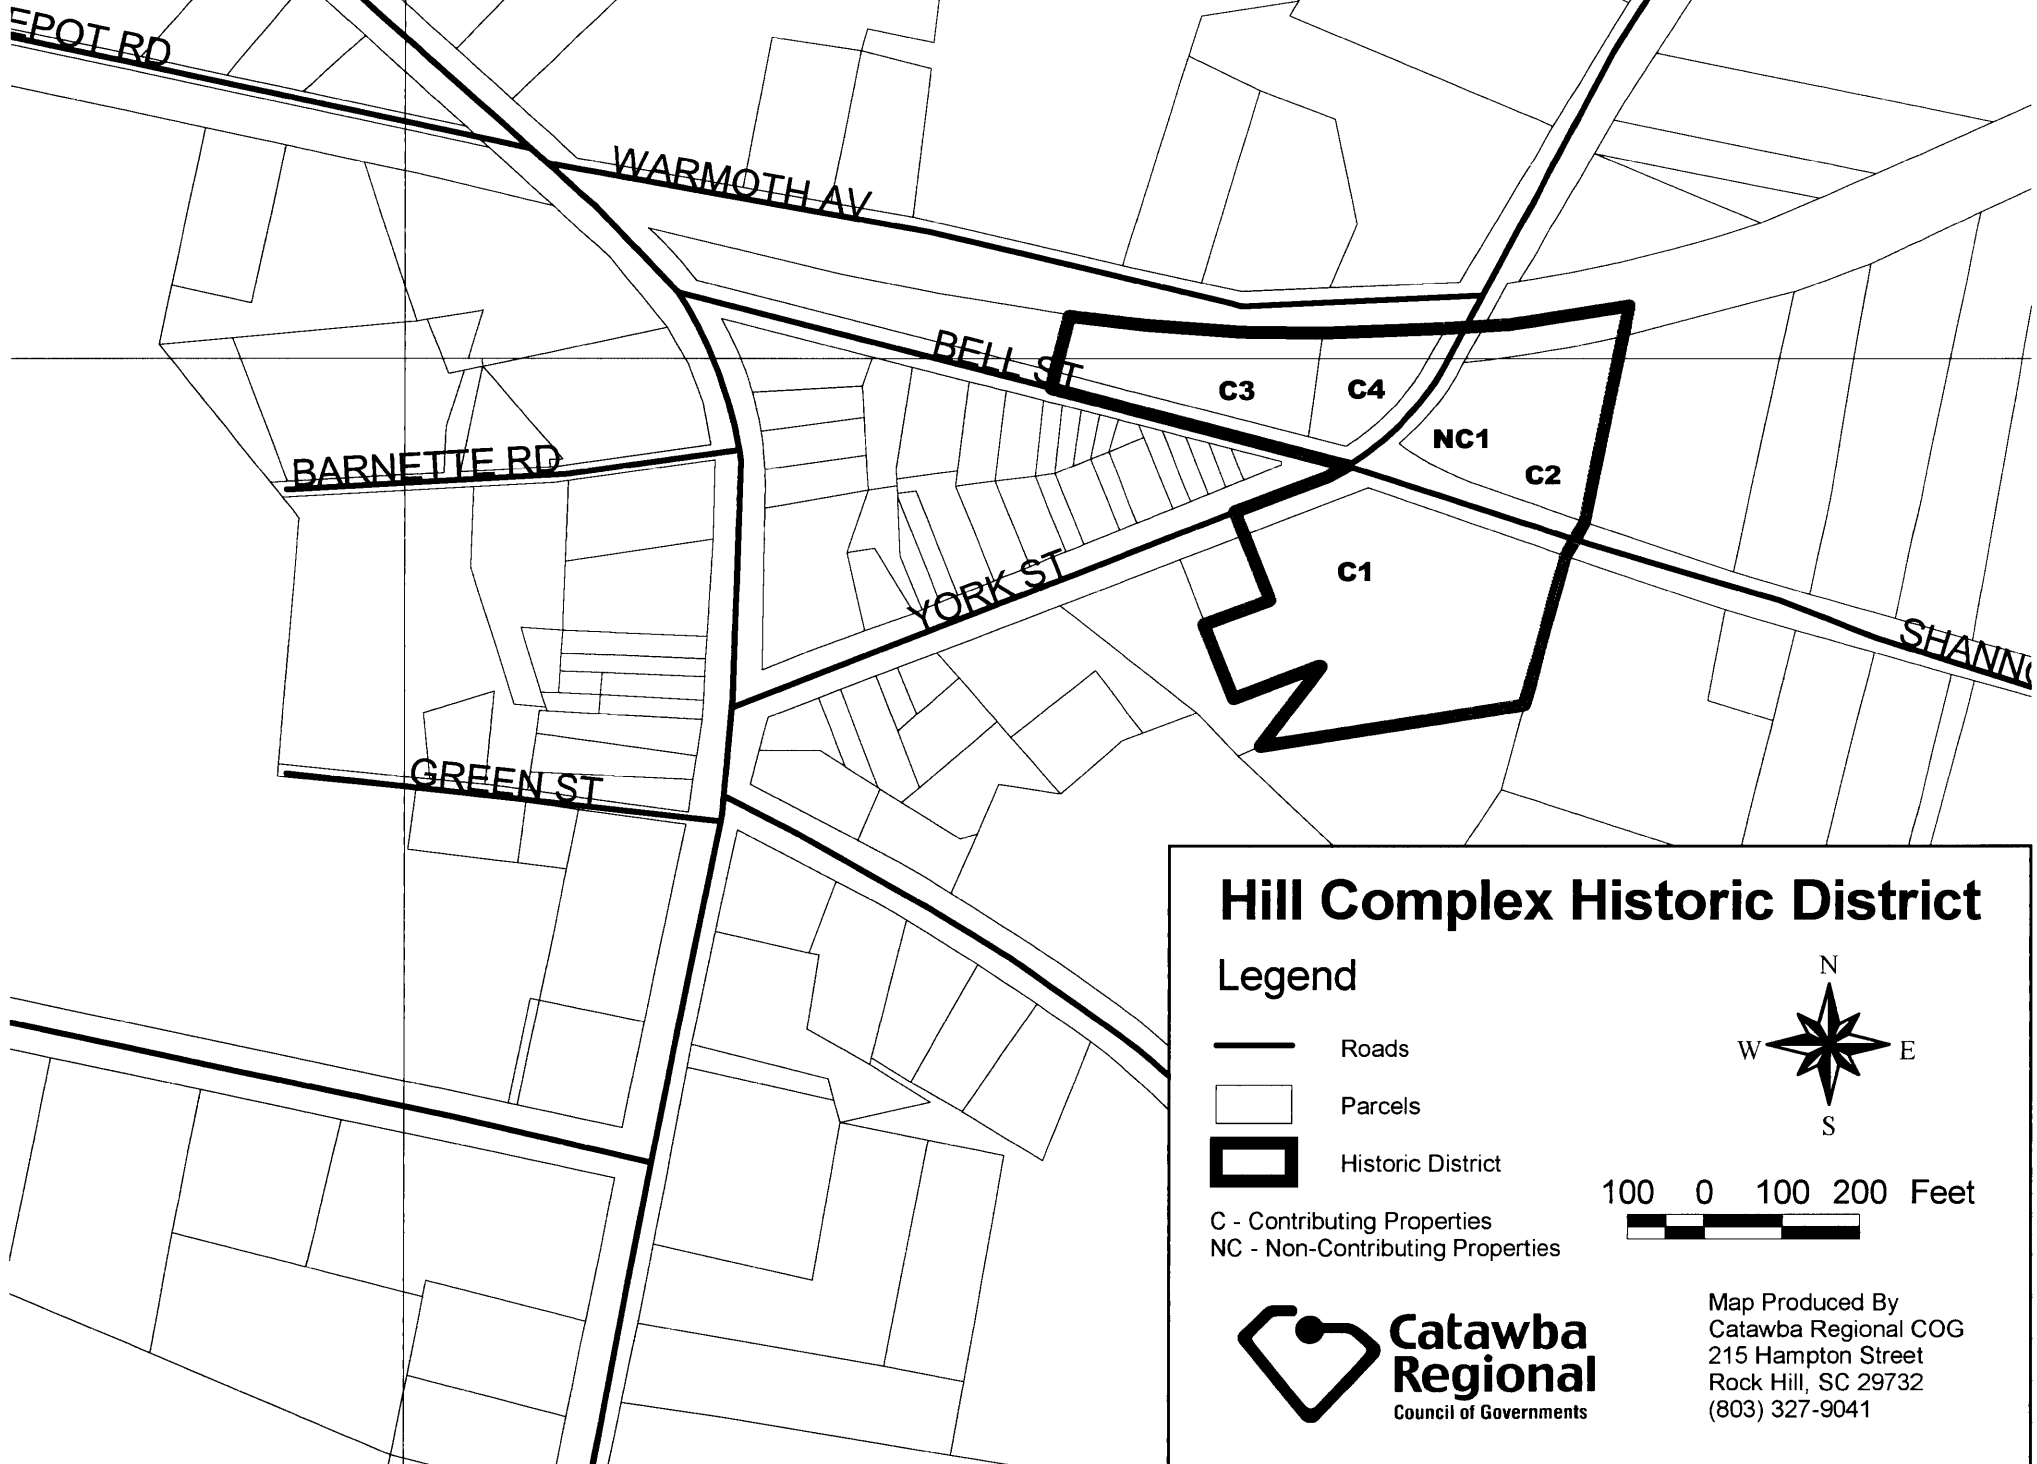 EPOT RD
WARMOTH AV
BELL ST
C3
C4
NC1
C2
BARNETTE RD
C1
YORK ST
SHANN
GREEN ST
Hill Complex Historic District
Legend
Roads
Parcels
Historic District
C - Contributing Properties
NC - Non-Contributing Properties
N
W
E
S
100 0 100 200 Feet
Catawba
Regional
Council of Governments
Map Produced By
Catawba Regional COG
215 Hampton Street
Rock Hill, SC 29732
(803) 327-9041